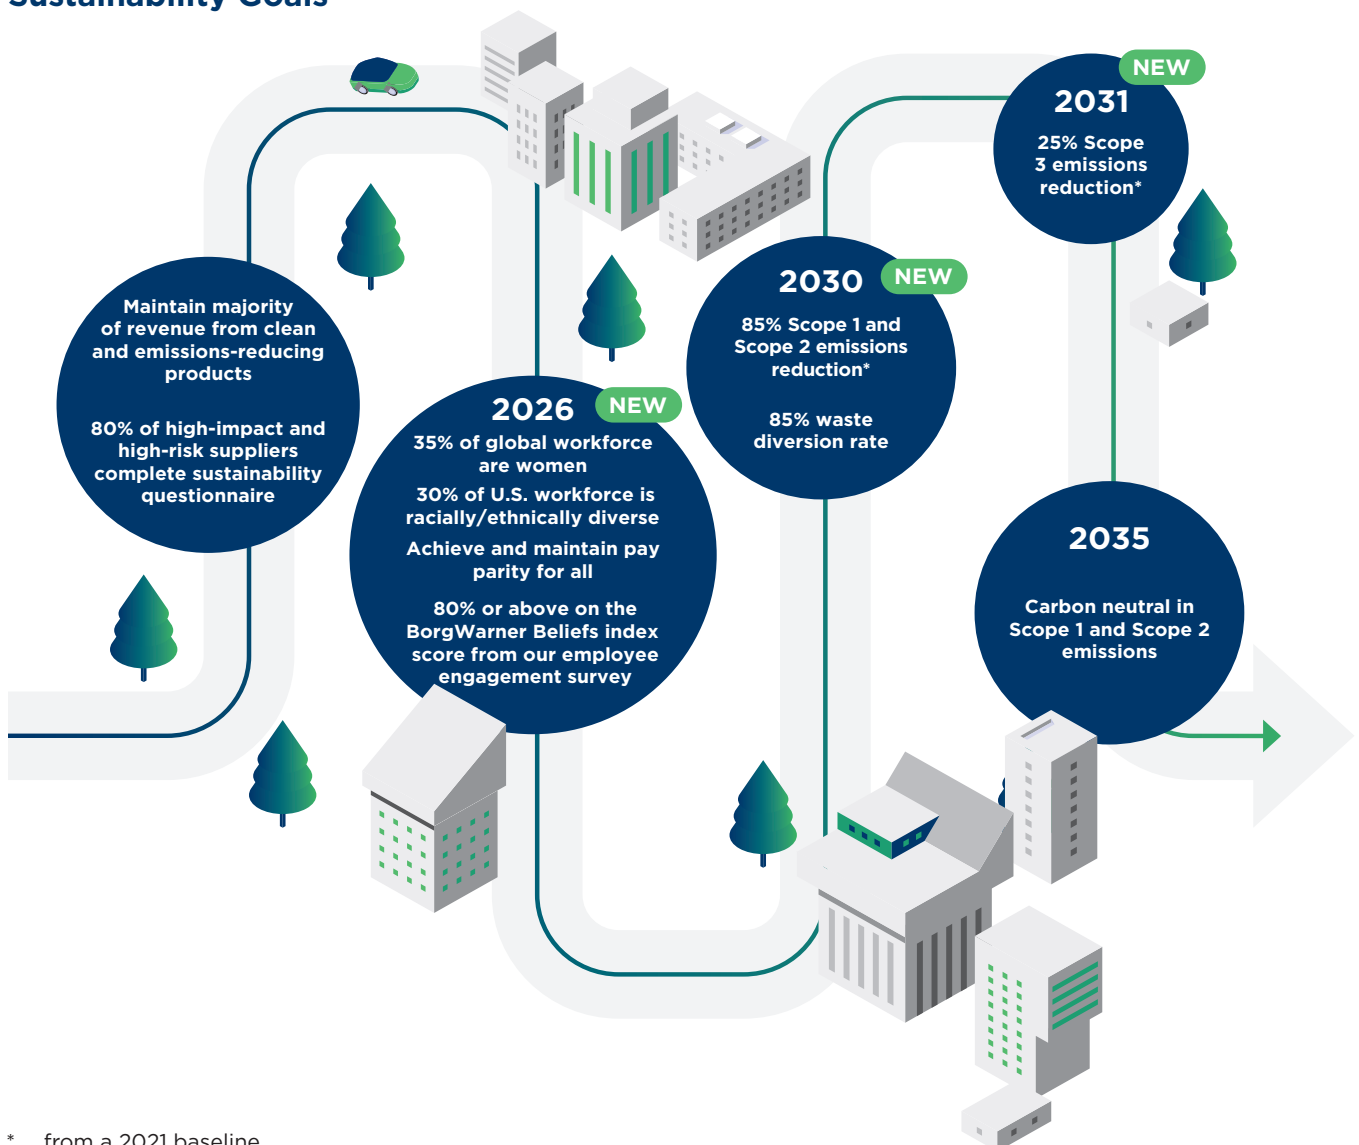 Sustainability Goals
Maintain majority
of revenue from clean
and emissions-reducing
products
80% of high-impact and
high-risk suppliers
complete sustainability
questionnaire
2026
NEW
35% of global workforce
are women
30% of U.S. workforce is
racially/ethnically diverse
Achieve and maintain pay
parity for all
80% or above on the
BorgWarner Beliefs index
score from our employee
engagement survey
2030
NEW
85% Scope 1 and
Scope 2 emissions
reduction*
85% waste
diversion rate
2031
NEW
25% Scope
3 emissions
reduction*
2035
Carbon neutral in
Scope 1 and Scope 2
emissions
* from a 2021 baseline